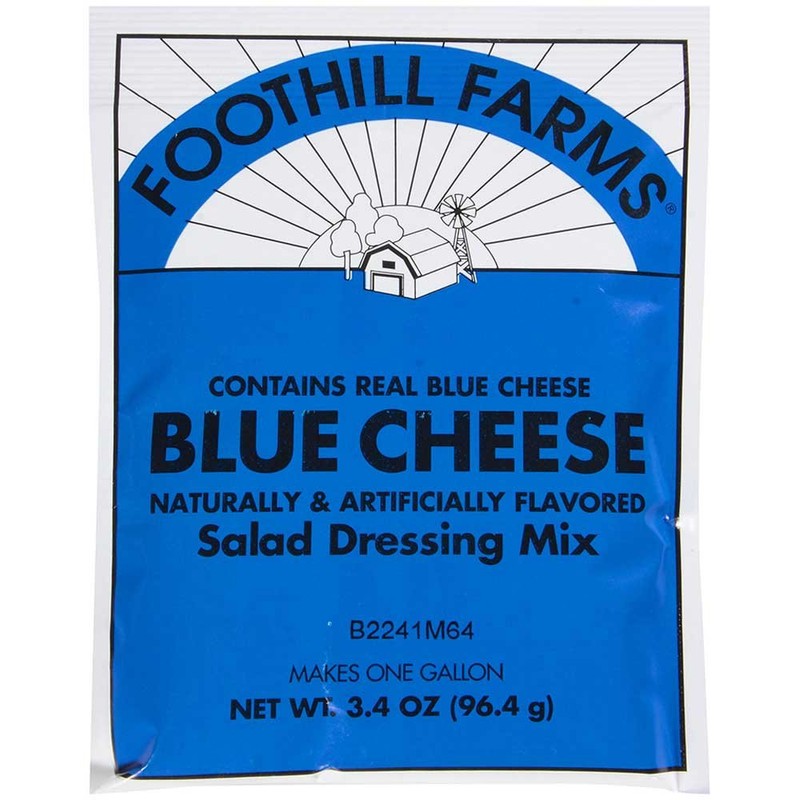 FOOTHILL FARMS®
CONTAINS REAL BLUE CHEESE
BLUE CHEESE
NATURALLY & ARTIFICIALLY FLAVORED
Salad Dressing Mix
B2241M64
MAKES ONE GALLON
NET WT. 3.4 OZ (96.4 g)